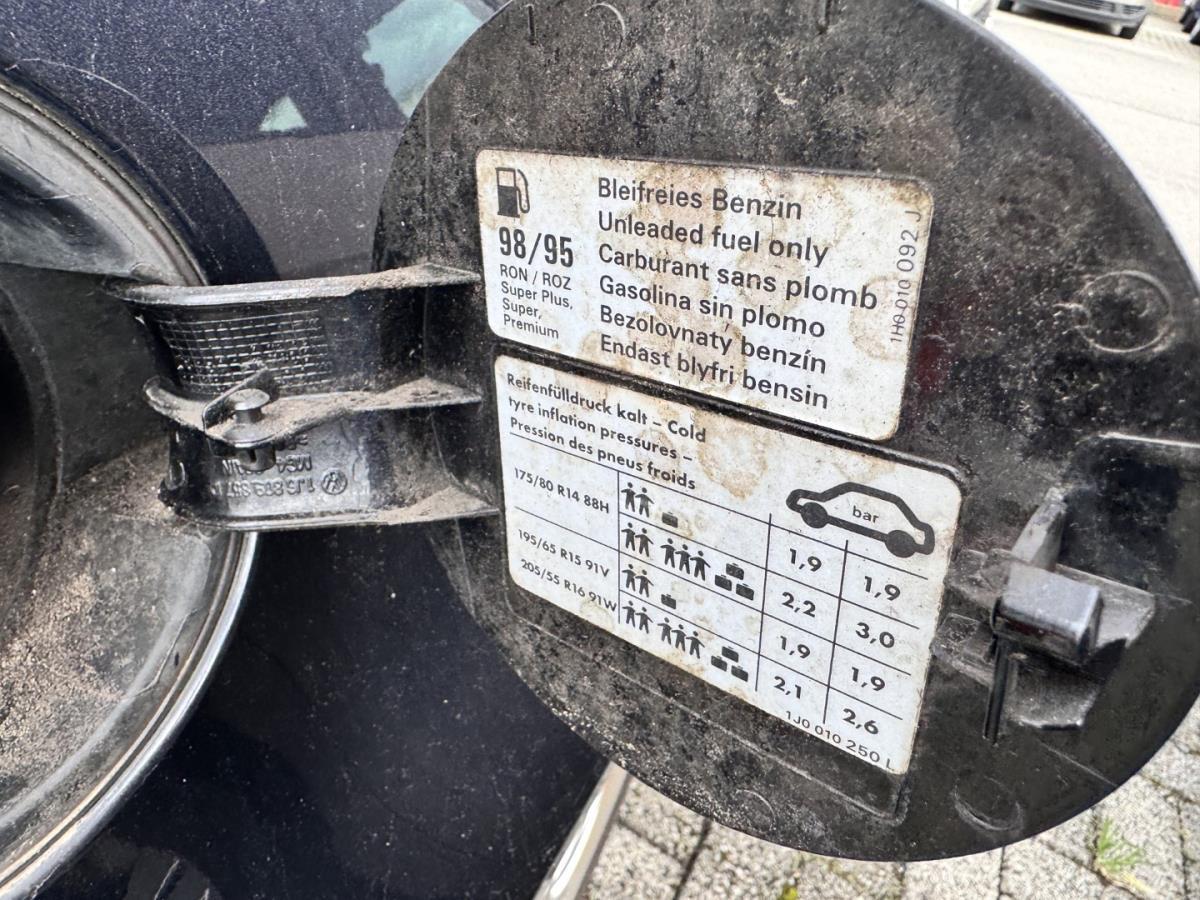 98/95
RON / ROZ
Super Plus,
Super,
Premium
Bleifreies Benzin
Unleaded fuel only
Carburant sans plomb
Gasolina sin plomo
Bezolovnatý benzín
Endast blyfri bensin
1H0 010 092 J
Reifenfülldruck kalt – Cold
tyre inflation pressures –
Pression des pneus froids
bar
175/80 R14 88H
1,9 1,9
2,2 3,0
195/65 R15 91V
205/55 R16 91W
1,9 1,9
2,1 2,6
1J0 010 250 L